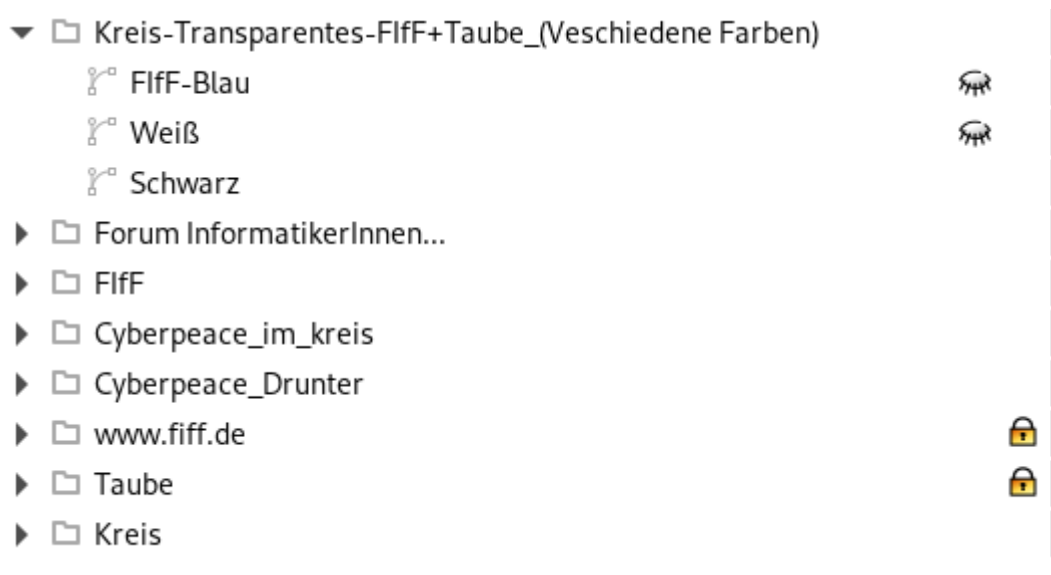 Kreis-Transparentes-FIfF+Taube_(Veschiedene Farben)
FIfF-Blau
Weiß
Schwarz
Forum InformatikerInnen...
FIfF
Cyberpeace_im_kreis
Cyberpeace_Drunter
www.fiff.de
Taube
Kreis